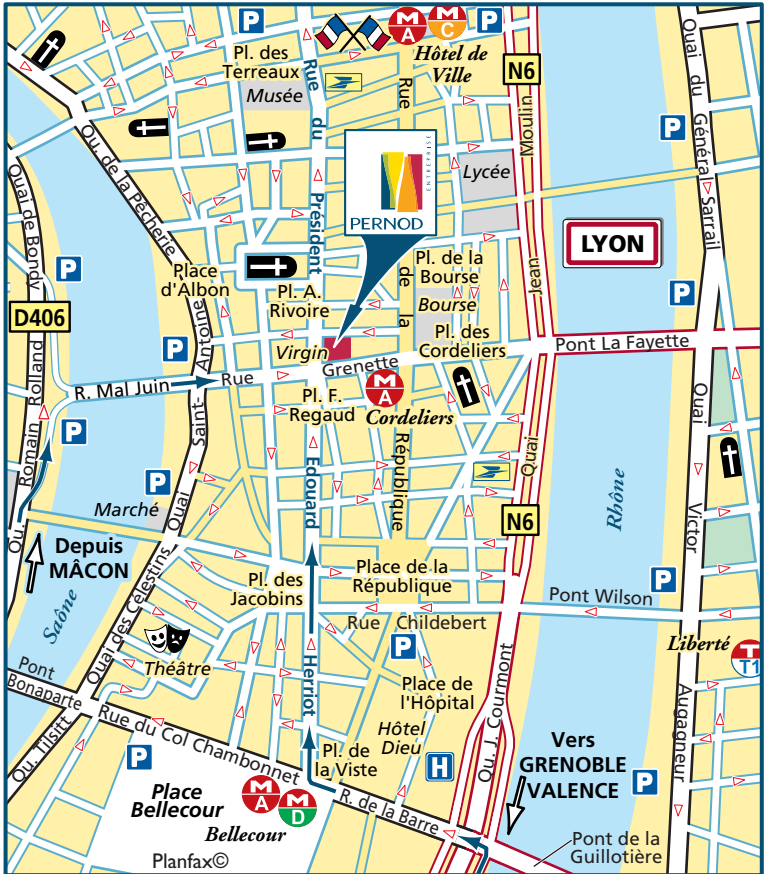 Pl. des
Terreaux
Musée
Rue du Président Edouard Herriot
M
A
M
C
Hôtel de
Ville
P
P
N6
Quai du Général Sarrail
Qu. de la Pêcherie
Quai de Bondy
Rue de la République
Quai Jean Moulin
ENTREPRISE
PERNOD
Lycée
P
LYON
P
Place
d'Albon
Pl. A.
Rivoire
Pl. de la
Bourse
Bourse
P
D406
Virgin
Pl. des
Cordeliers
Pont La Fayette
P
Quai Saint-Antoine
R. Mal Juin
Rue Grenette
Qu. Romain Rolland
Pl. F.
Regaud
M
A
Cordeliers
P
P
Marché
N6
Rhône
Quai Victor Augagneur
Depuis
MÂCON
Saône
Quai des Celestins
Pl. des
Jacobins
Place de la
République
Pont Wilson
P
Rue Childebert
P
Théâtre
Liberté
T
T1
Pont
Bonaparte
Qu. Tilsitt
Place de
l'Hôpital
Hôtel
Dieu
H
Qu. J. Courmont
Rue du Col Chambonnet
Pl. de
la Viste
Vers
GRENOBLE
VALENCE
P
P
Place
Bellecour
M
A
M
D
Bellecour
R. de la Barre
Pont de la
Guillotière
Planfax©